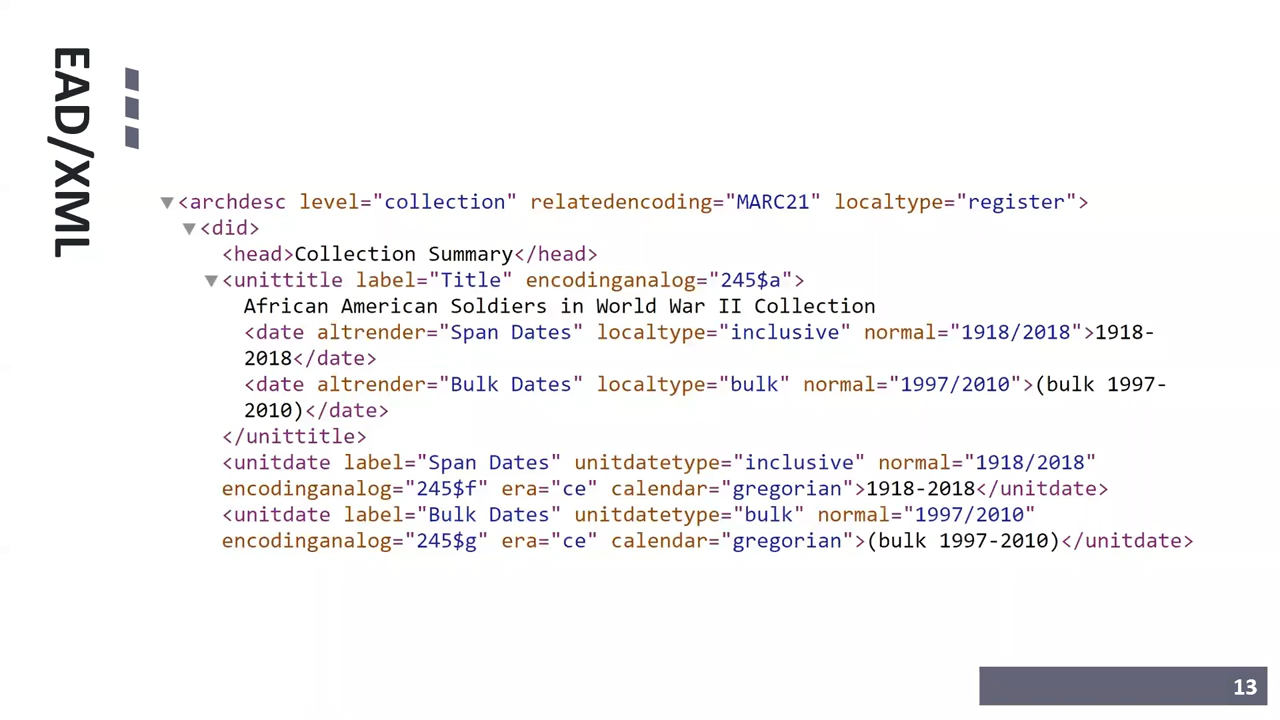 EAD/XML
<archdesc level="collection" relatedencoding="MARC21" localtype="register">
<did>
<head>Collection Summary</head>
<unittitle label="Title" encodinganalog="245$a">
African American Soldiers in World War II Collection
<date altrender="Span Dates" localtype="inclusive" normal="1918/2018">1918-
2018</date>
<date altrender="Bulk Dates" localtype="bulk" normal="1997/2010">(bulk 1997-
2010)</date>
</unittitle>
<unitdate label="Span Dates" unitdatetype="inclusive" normal="1918/2018"
encodinganalog="245$f" era="ce" calendar="gregorian">1918-2018</unitdate>
<unitdate label="Bulk Dates" unitdatetype="bulk" normal="1997/2010"
encodinganalog="245$g" era="ce" calendar="gregorian">(bulk 1997-2010)</unitdate>
13